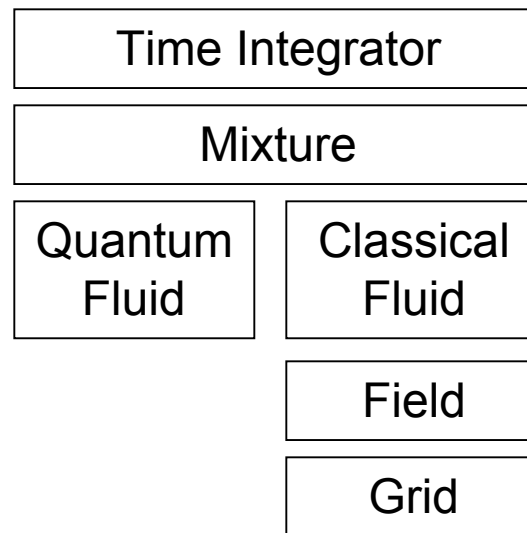 Time Integrator
Mixture
Quantum
Fluid
Classical
Fluid
Field
Grid